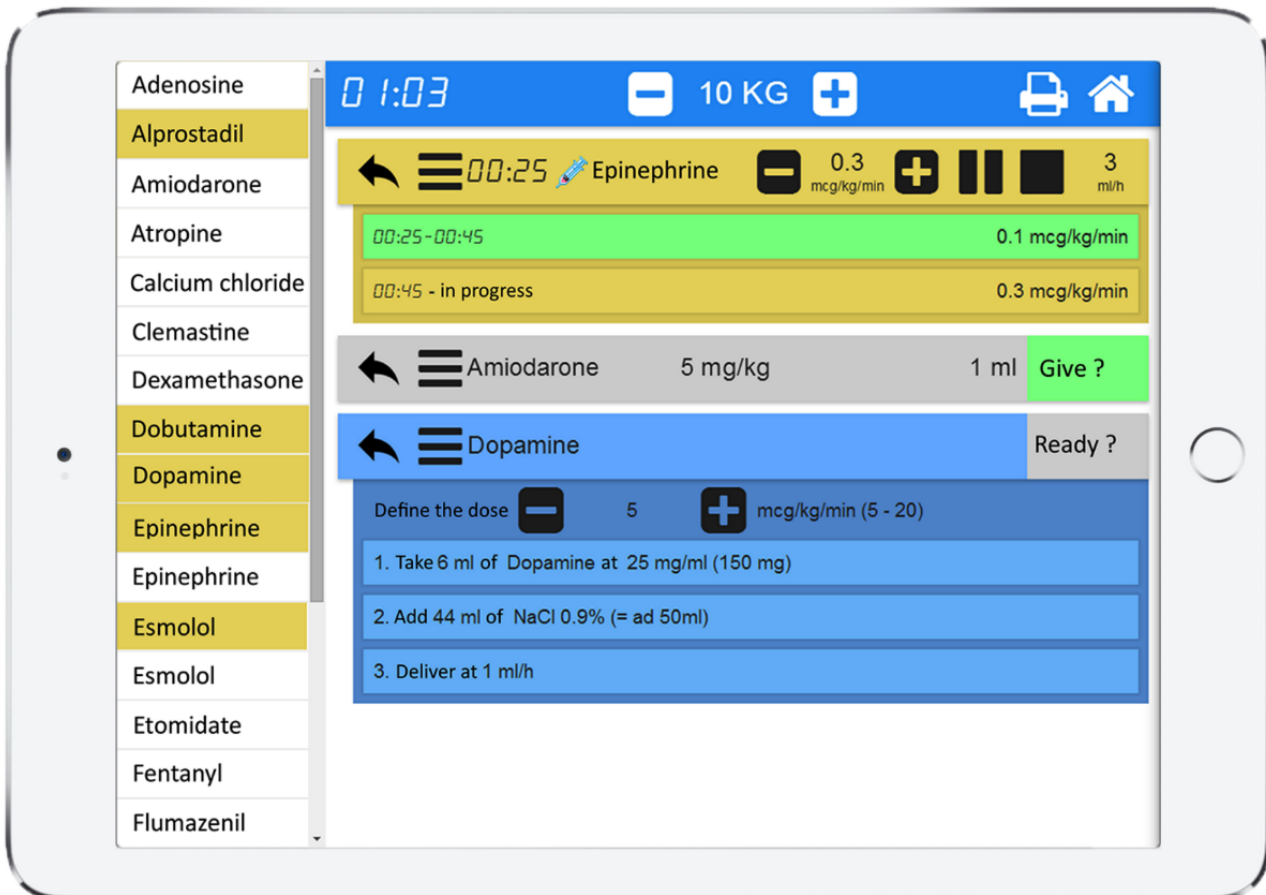 Adenosine
Alprostadil
Amiodarone
Atropine
Calcium chloride
Clemastine
Dexamethasone
Dobutamine
Dopamine
Epinephrine
Epinephrine
Esmolol
Esmolol
Etomidate
Fentanyl
Flumazenil
01:03 10 KG
00:25 Epinephrine 0.3 mcg/kg/min 3 ml/h
00:25-00:45 0.1 mcg/kg/min
00:45 - in progress 0.3 mcg/kg/min
Amiodarone 5 mg/kg 1 ml Give ?
Dopamine Ready ?
Define the dose 5 mcg/kg/min (5 - 20)
1. Take 6 ml of Dopamine at 25 mg/ml (150 mg)
2. Add 44 ml of NaCl 0.9% (= ad 50ml)
3. Deliver at 1 ml/h